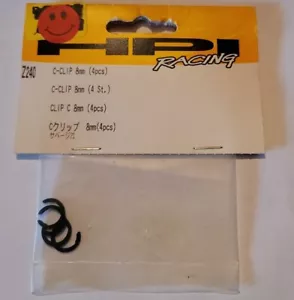 HPI
RACING
Z240
C-CLIP 8mm (4pcs)
C-CLIP 8mm (4 St.)
CLIP C 8mm (4pcs)
Cクリップ 8mm(4pcs)